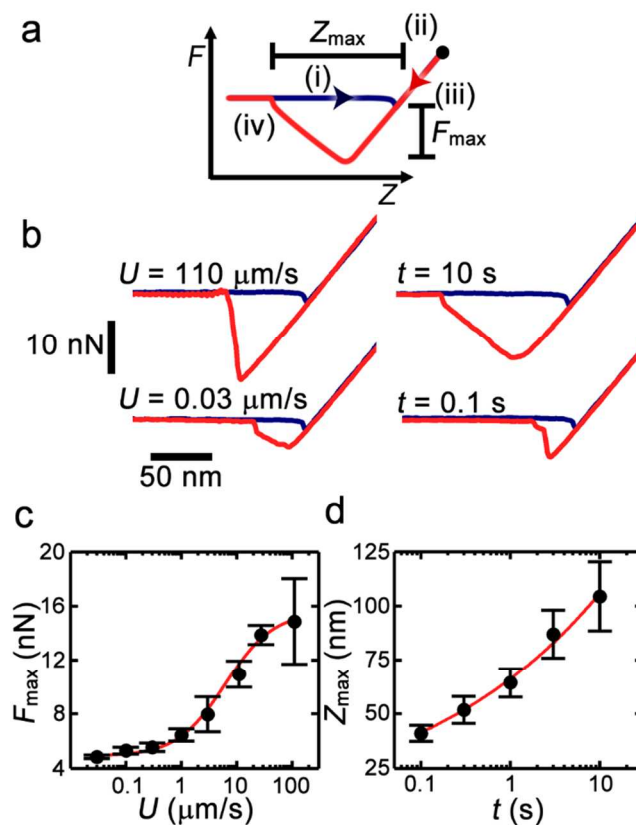 a
F
Z
Zmax
(i)
(ii)
(iii)
(iv)
Fmax
b
U = 110 μm/s
t = 10 s
10 nN
U = 0.03 μm/s
t = 0.1 s
50 nm
c
d
Fmax (nN)
20
16
12
8
4
0.1
1
10
100
U (μm/s)
Zmax (nm)
125
100
75
50
25
0.1
1
10
t (s)